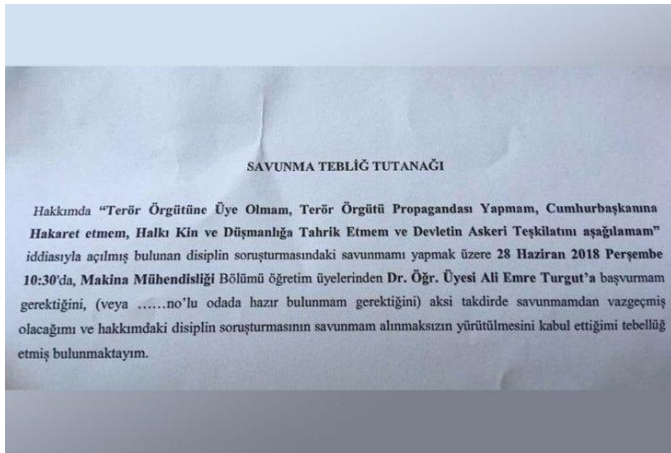 SAVUNMA TEBLİĞ TUTANAĞI
Hakkımda “Terör Örgütüne Üye Olmam, Terör Örgütü Propagandası Yapmam, Cumhurbaşkanına
Hakaret etmem, Halkı Kin ve Düşmanlığa Tahrik Etmem ve Devletin Askeri Teşkilatını aşağılamam”
iddiasıyla açılmış bulunan disiplin soruşturmasındaki savunmamı yapmak üzere 28 Haziran 2018 Perşembe
10:30'da, Makina Mühendisliği Bölümü öğretim üyelerinden Dr. Öğr. Üyesi Ali Emre Turgut’a başvurmam
gerektiğini, (veya ……no’lu odada hazır bulunmam gerektiğini) aksi takdirde savunmamdan vazgeçmiş
olacağımı ve hakkımdaki disiplin soruşturmasının savunmam alınmaksızın yürütülmesini kabul ettiğimi tebellüğ
etmiş bulunmaktayım.